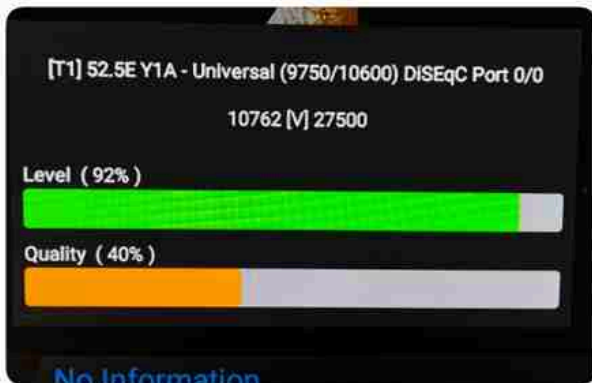 [T1] 52.5E Y1A - Universal (9750/10600) DiSEqC Port 0/0
10762 [V] 27500
Level ( 92% )
Quality ( 40% )
No Information